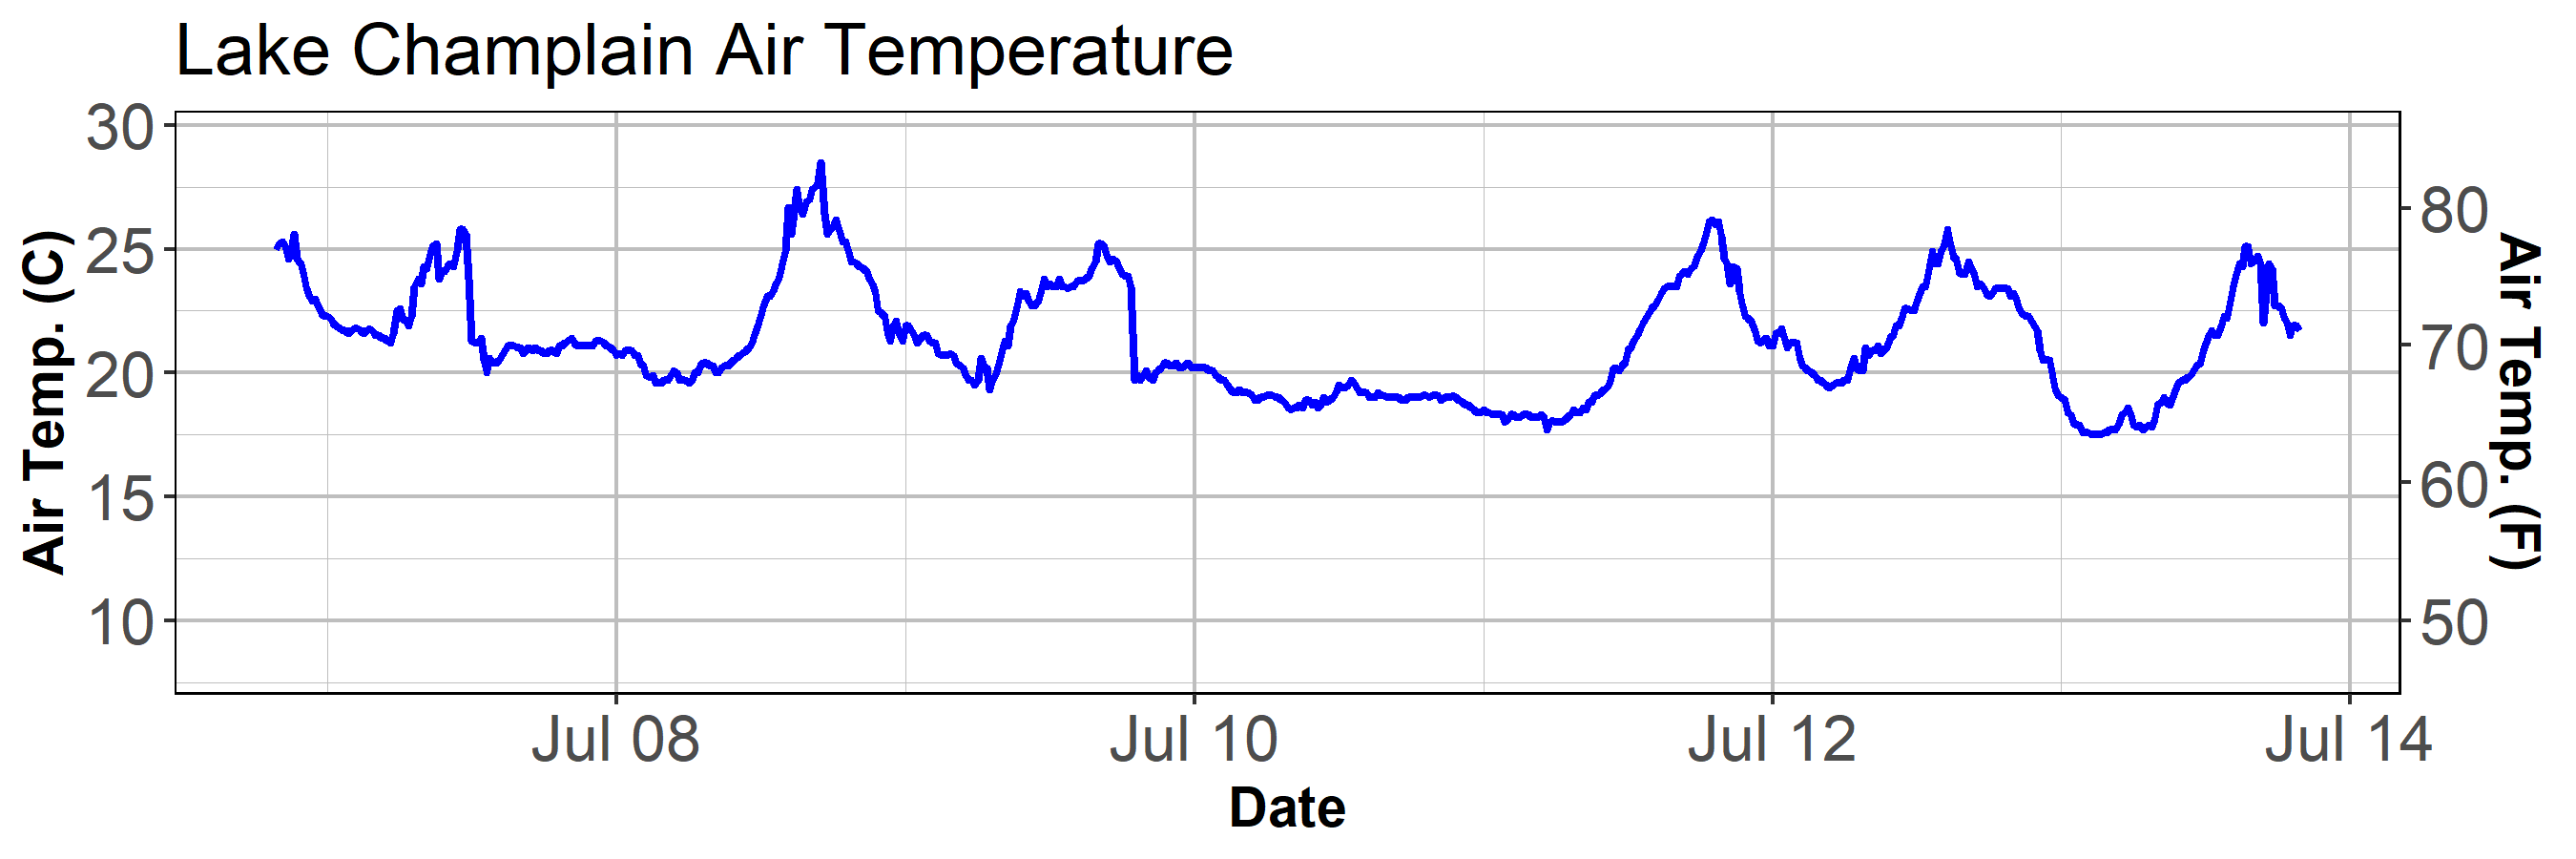 Lake Champlain Air Temperature
Air Temp. (C)
30
25
20
15
10
80
70
60
50
Air Temp. (F)
Jul 08 Jul 10 Jul 12 Jul 14
Date